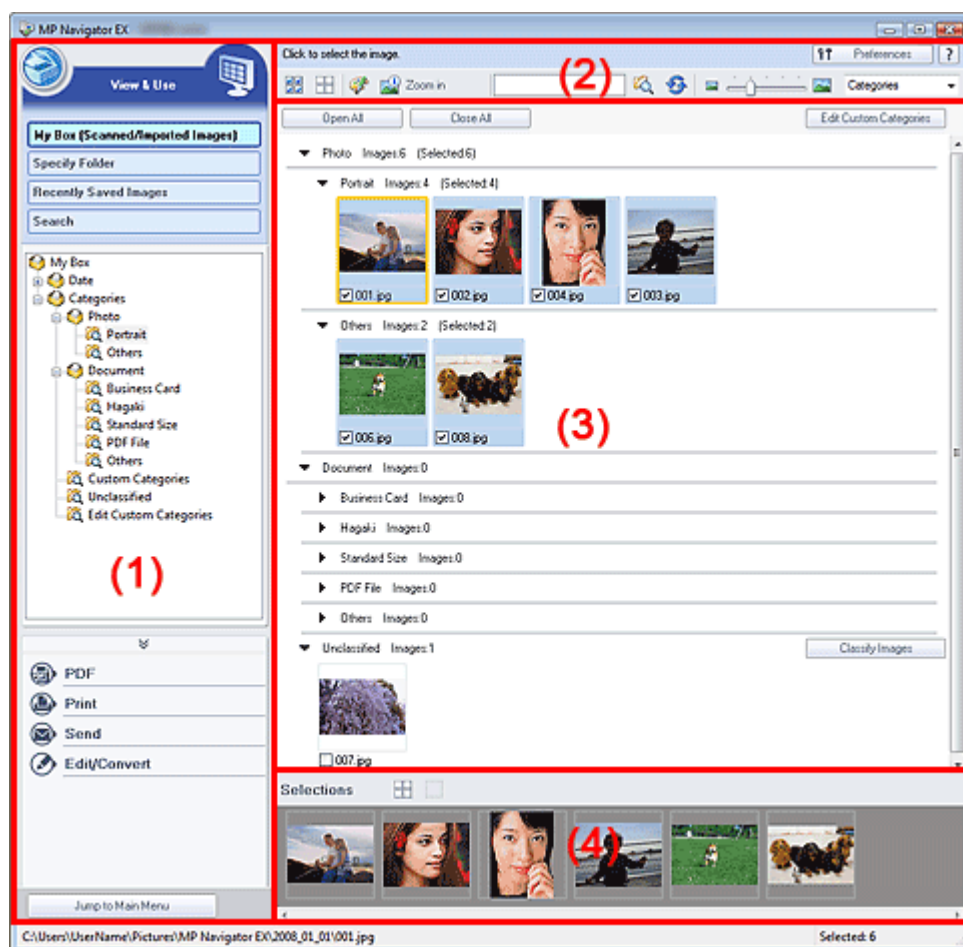 MP Navigator EX
View & Use
My Box (Scanned/Imported Images)
Specify Folder
Recently Saved Images
Search
My Box
Date
Categories
Photo
Portrait
Others
Document
Business Card
Hagaki
Standard Size
PDF File
Others
Custom Categories
Unclassified
Edit Custom Categories
(1)
PDF
Print
Send
Edit/Convert
Jump to Main Menu
Click to select the image.
Preferences
?
Zoom in
(2)
Categories
Open All
Close All
Edit Custom Categories
Photo Images:6 (Selected:6)
Portrait Images:4 (Selected:4)
001.jpg
002.jpg
004.jpg
003.jpg
Others Images:2 (Selected:2)
006.jpg
008.jpg
(3)
Document Images:0
Business Card Images:0
Hagaki Images:0
Standard Size Images:0
PDF File Images:0
Others Images:0
Unclassified Images:1
Classify Images
007.jpg
Selections
(4)
C:\Users\UserName\Pictures\MP Navigator EX\2008_01_01\001.jpg
Selected: 6